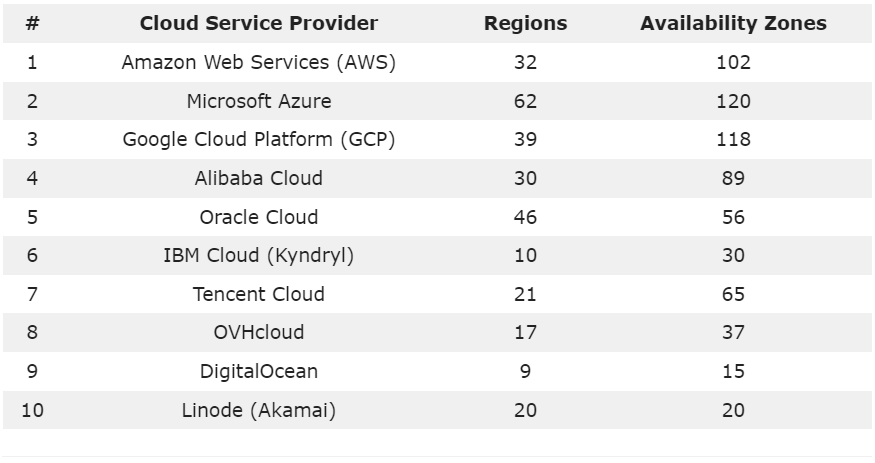 # Cloud Service Provider Regions Availability Zones
1 Amazon Web Services (AWS) 32 102
2 Microsoft Azure 62 120
3 Google Cloud Platform (GCP) 39 118
4 Alibaba Cloud 30 89
5 Oracle Cloud 46 56
6 IBM Cloud (Kyndryl) 10 30
7 Tencent Cloud 21 65
8 OVHcloud 17 37
9 DigitalOcean 9 15
10 Linode (Akamai) 20 20